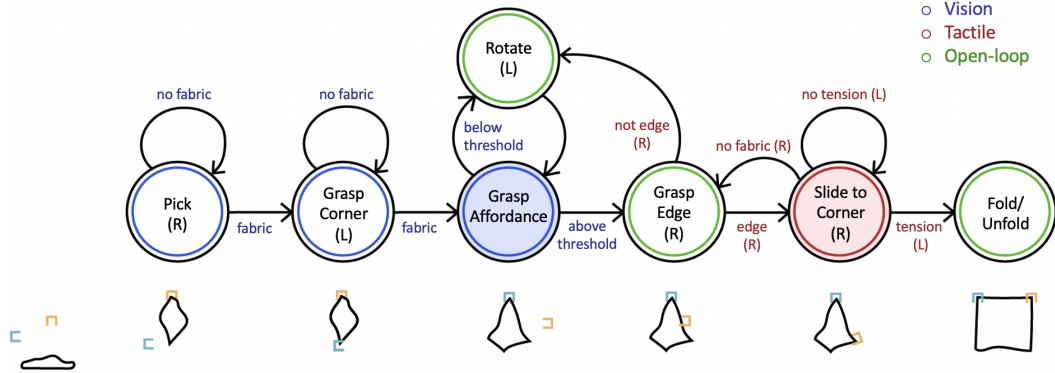 Vision
Tactile
Open-loop
Rotate
(L)
no fabric
no fabric
below
threshold
not edge
(R)
no tension (L)
no fabric (R)
Pick
(R)
fabric
Grasp
Corner
(L)
fabric
Grasp
Affordance
above
threshold
Grasp
Edge
(R)
edge
(R)
Slide to
Corner
(R)
tension
(L)
Fold/
Unfold